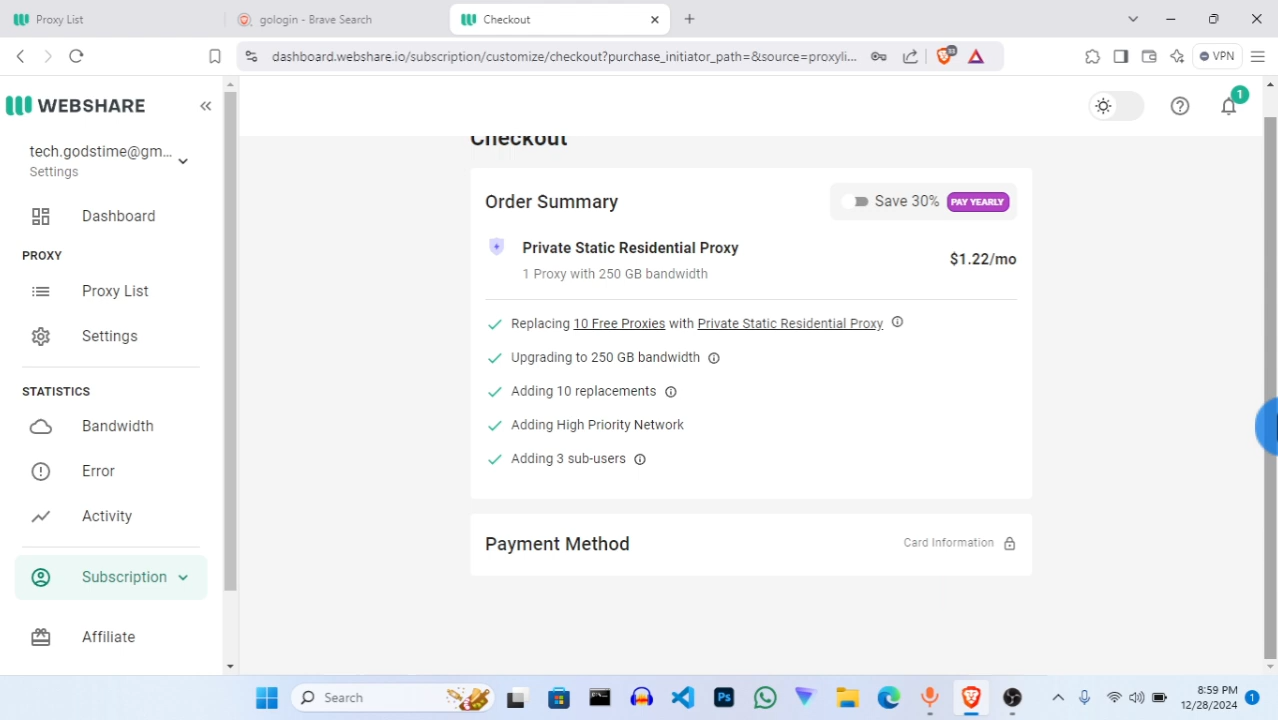 Proxy List
gologin - Brave Search
Checkout
dashboard.webshare.io/subscription/customize/checkout?purchase_initiator_path=&source=proxyli...
33
VPN
WEBSHARE
1
tech.godstime@gm...
Settings
Dashboard
PROXY
Proxy List
Settings
STATISTICS
Bandwidth
Error
Activity
Subscription
Affiliate
Checkout
Order Summary
Save 30% PAY YEARLY
Private Static Residential Proxy
$1.22/mo
1 Proxy with 250 GB bandwidth
Replacing 10 Free Proxies with Private Static Residential Proxy
Upgrading to 250 GB bandwidth
Adding 10 replacements
Adding High Priority Network
Adding 3 sub-users
Payment Method
Card Information
Search
Ps
8:59 PM
12/28/2024
1